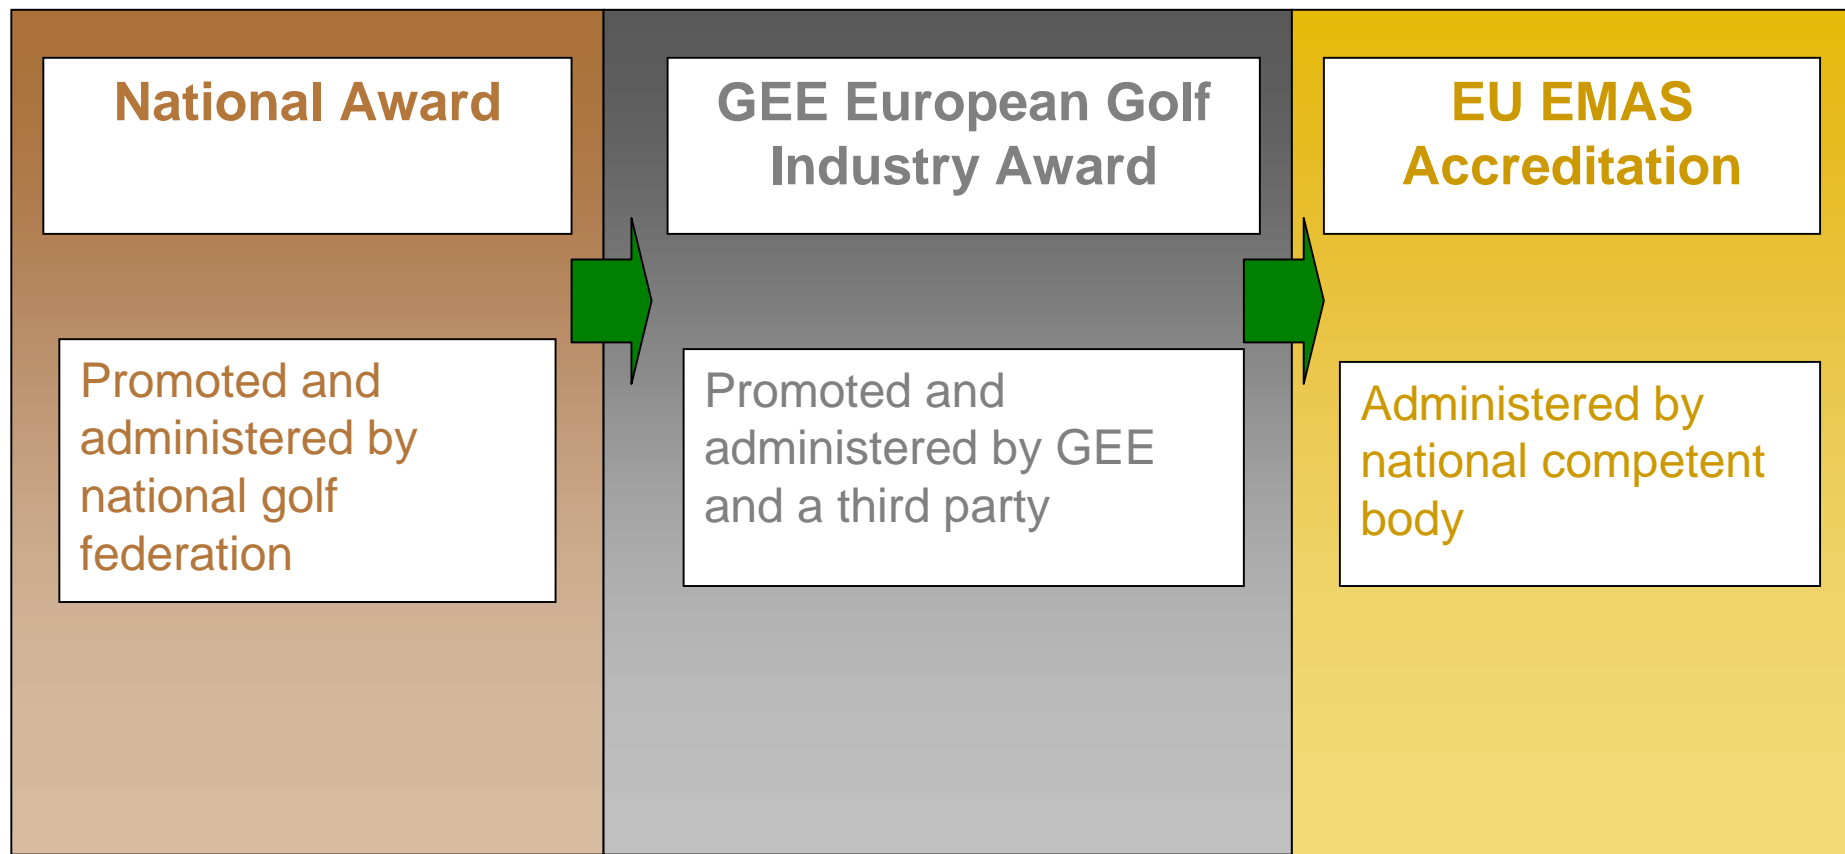 National Award
GEE European Golf
Industry Award
EU EMAS
Accreditation
Promoted and
administered by
national golf
federation
Promoted and
administered by GEE
and a third party
Administered by
national competent
body